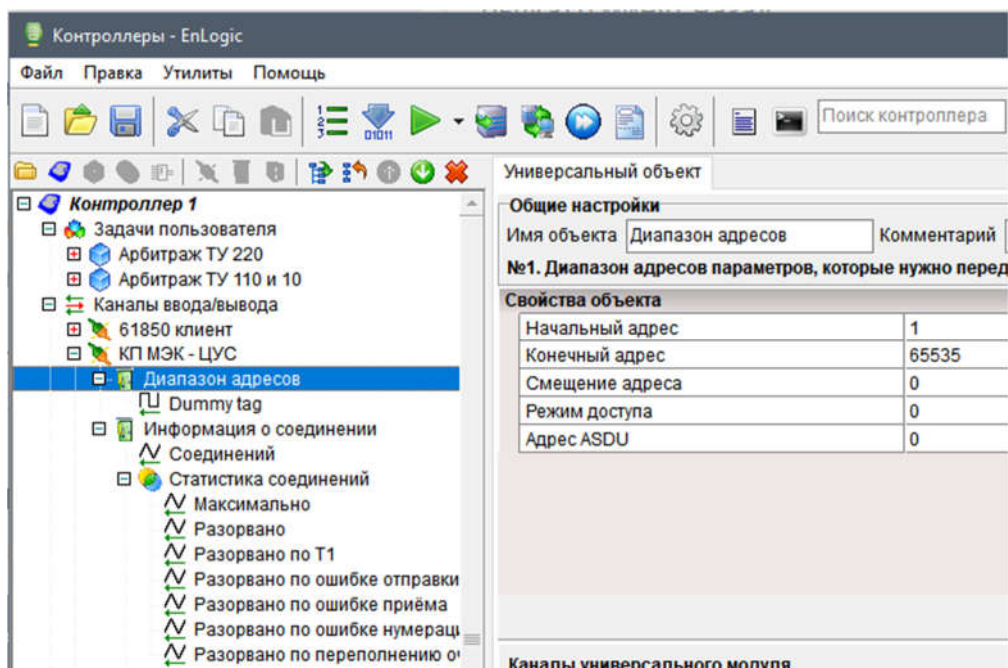 Контроллеры - EnLogic
Файл Правка Утилиты Помощь
Поиск контроллера
Универсальный объект
Контроллер 1
Задачи пользователя
Арбитраж ТУ 220
Арбитраж ТУ 110 и 10
Каналы ввода/вывода
61850 клиент
КП МЭК - ЦУС
Диапазон адресов
Dummy tag
Информация о соединении
Соединений
Статистика соединений
Максимально
Разорвано
Разорвано по Т1
Разорвано по ошибке отправки
Разорвано по ошибке приёма
Разорвано по ошибке нумераци
Разорвано по переполнению о
Общие настройки
Имя объекта Диапазон адресов Комментарий
№1. Диапазон адресов параметров, которые нужно перед
Свойства объекта
Начальный адрес 1
Конечный адрес 65535
Смещение адреса 0
Режим доступа 0
Адрес ASDU 0
Каналы универсального модуля